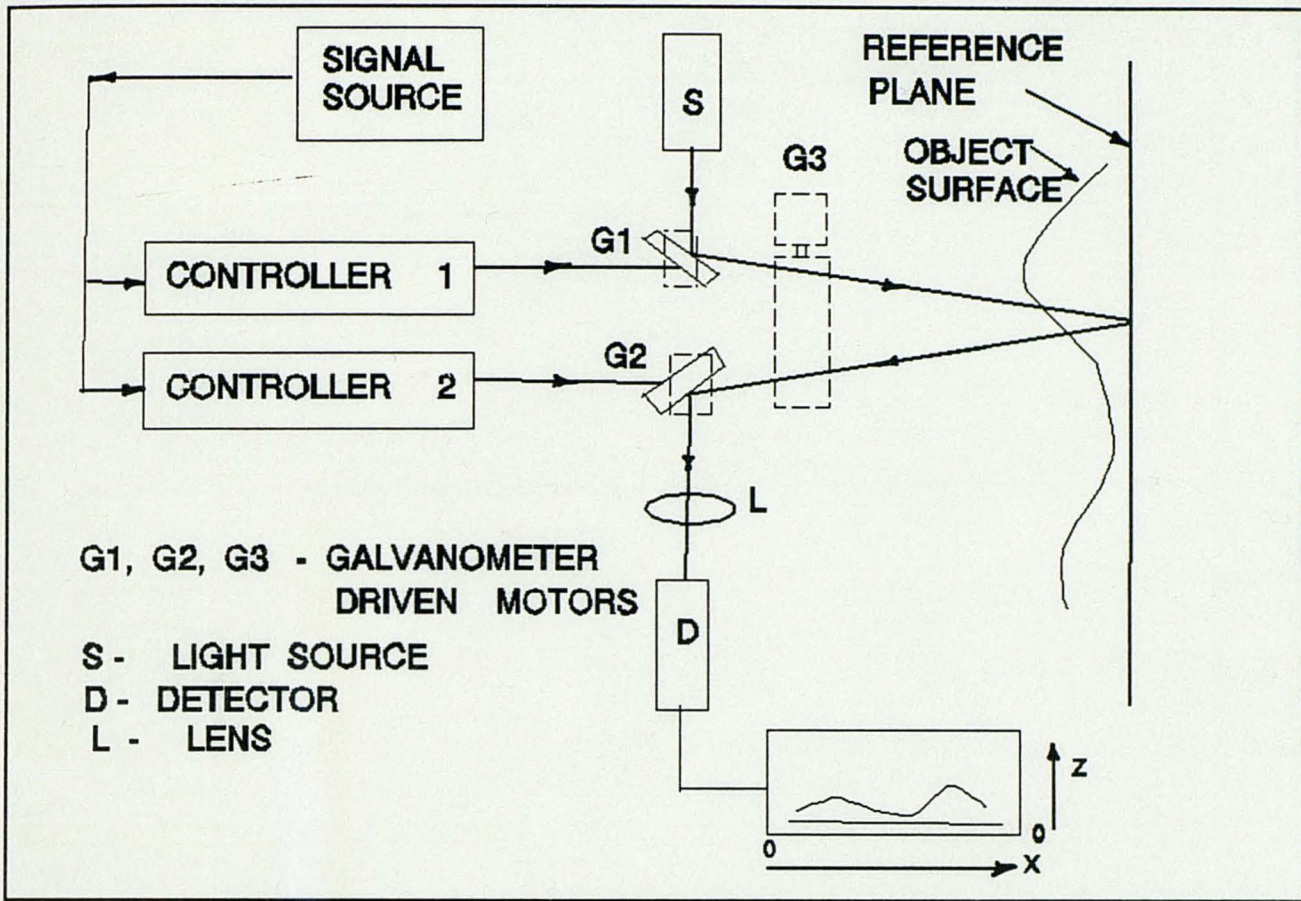 SIGNAL
SOURCE
S
REFERENCE
PLANE
G3
OBJECT
SURFACE
G1
CONTROLLER 1
G2
CONTROLLER 2
L
G1, G2, G3 - GALVANOMETER
DRIVEN MOTORS
D
S - LIGHT SOURCE
D - DETECTOR
L - LENS
Z
0
0
X